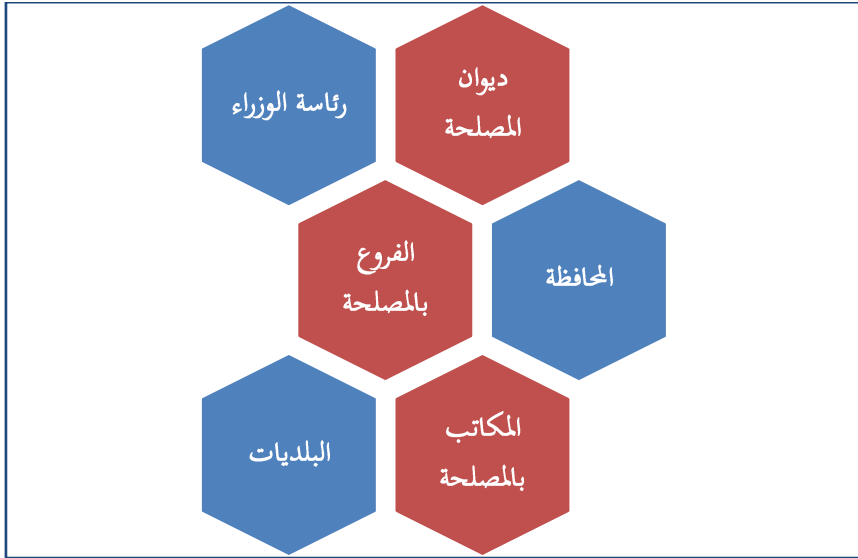 ديوان
المصلحة
رئاسة الوزراء
المحافظة
الفروع
بالمصلحة
المكاتب
بالمصلحة
البلديات